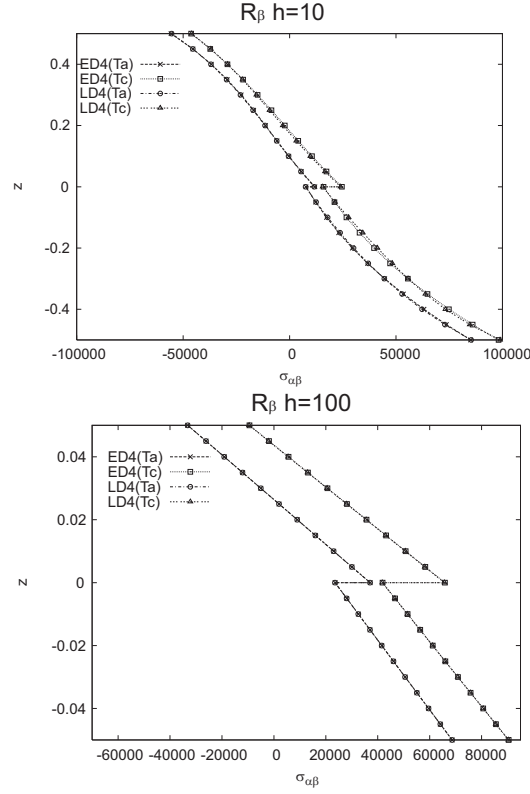 Rβ h=10
0.4
0.2
0
-0.2
-0.4
z
ED4(Ta)
ED4(Tc)
LD4(Ta)
LD4(Tc)
-100000 -50000 0 50000 100000
σαβ
Rβ h=100
0.04
0.02
0
-0.02
-0.04
z
ED4(Ta)
ED4(Tc)
LD4(Ta)
LD4(Tc)
-60000 -40000 -20000 0 20000 40000 60000 80000
σαβ